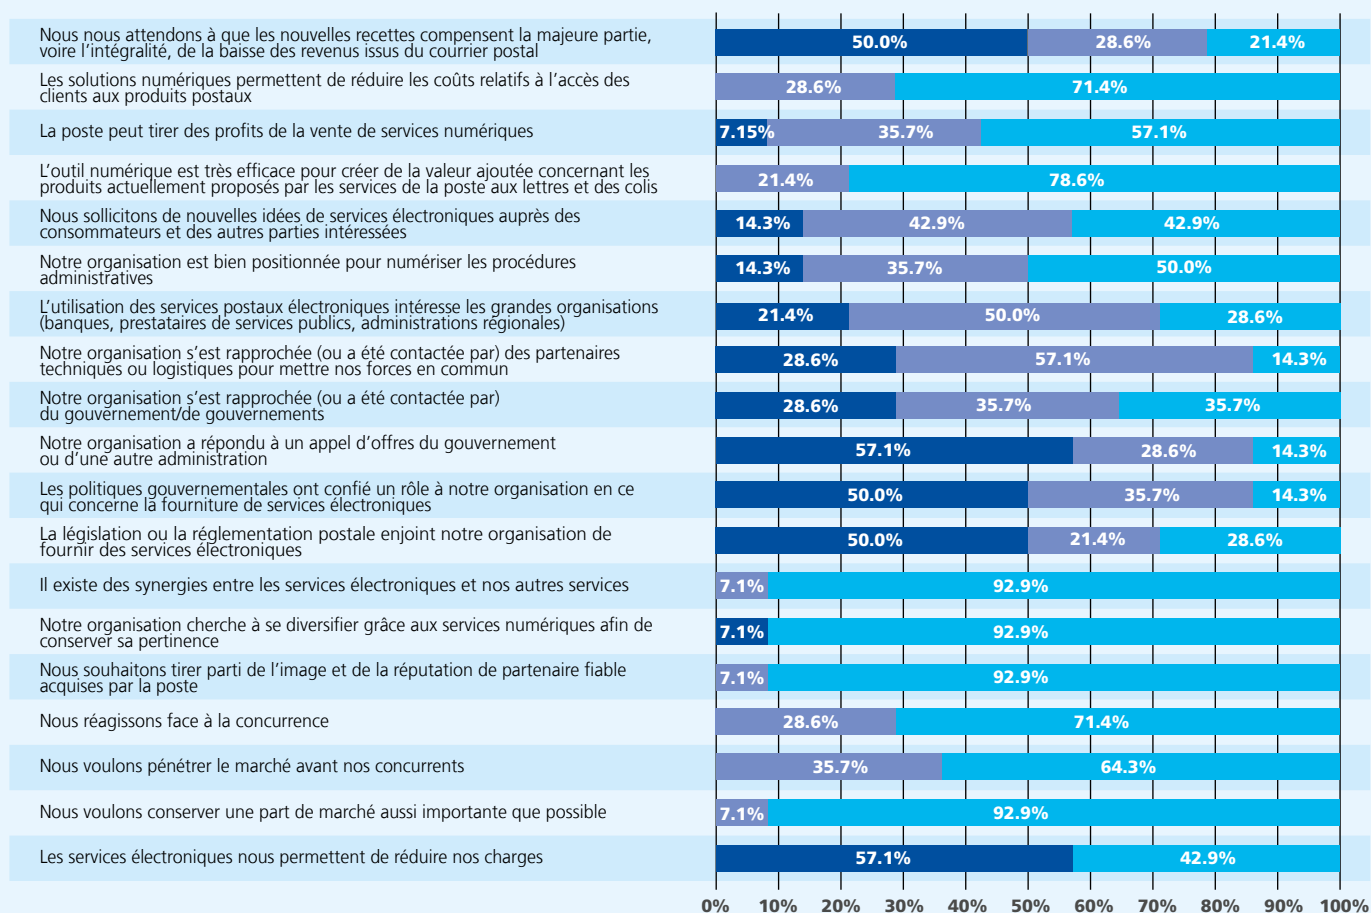 Nous nous attendons à que les nouvelles recettes compensent la majeure partie,
voire l'intégralité, de la baisse des revenus issus du courrier postal
50.0% 28.6% 21.4%
Les solutions numériques permettent de réduire les coûts relatifs à l'accès des
clients aux produits postaux
28.6% 71.4%
La poste peut tirer des profits de la vente de services numériques
7.15% 35.7% 57.1%
L'outil numérique est très efficace pour créer de la valeur ajoutée concernant les
produits actuellement proposés par les services de la poste aux lettres et des colis
21.4% 78.6%
Nous sollicitons de nouvelles idées de services électroniques auprès des
consommateurs et des autres parties intéressées
14.3% 42.9% 42.9%
Notre organisation est bien positionnée pour numériser les procédures
administratives
14.3% 35.7% 50.0%
L'utilisation des services postaux électroniques intéresse les grandes organisations
(banques, prestataires de services publics, administrations régionales)
21.4% 50.0% 28.6%
Notre organisation s'est rapprochée (ou a été contactée par) des partenaires
techniques ou logistiques pour mettre nos forces en commun
28.6% 57.1% 14.3%
Notre organisation s'est rapprochée (ou a été contactée par)
du gouvernement/de gouvernements
28.6% 35.7% 35.7%
Notre organisation a répondu à un appel d'offres du gouvernement
ou d'une autre administration
57.1% 28.6% 14.3%
Les politiques gouvernementales ont confié un rôle à notre organisation en ce
qui concerne la fourniture de services électroniques
50.0% 35.7% 14.3%
La législation ou la réglementation postale enjoint notre organisation de
fournir des services électroniques
50.0% 21.4% 28.6%
Il existe des synergies entre les services électroniques et nos autres services
7.1% 92.9%
Notre organisation cherche à se diversifier grâce aux services numériques afin de
conserver sa pertinence
7.1% 92.9%
Nous souhaitons tirer parti de l'image et de la réputation de partenaire fiable
acquises par la poste
7.1% 92.9%
Nous réagissons face à la concurrence
28.6% 71.4%
Nous voulons pénétrer le marché avant nos concurrents
35.7% 64.3%
Nous voulons conserver une part de marché aussi importante que possible
7.1% 92.9%
Les services électroniques nous permettent de réduire nos charges
57.1% 42.9%
0% 10% 20% 30% 40% 50% 60% 70% 80% 90% 100%